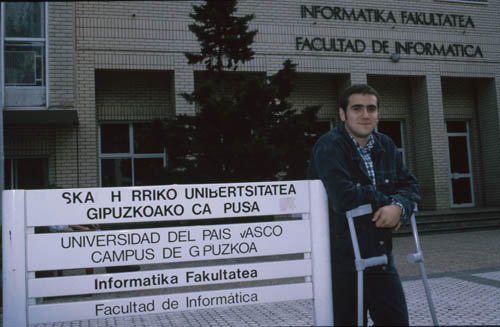 INFORMATIKA FAKULTATEA
FACULTAD DE INFORMATICA
SKA H RRIKO UNIBERTSITATEA
GIPUZKOAKO CA PUSA
UNIVERSIDAD DEL PAIS VASCO
CAMPUS DE G PUZKOA
Informatika Fakultatea
Facultad de Informática